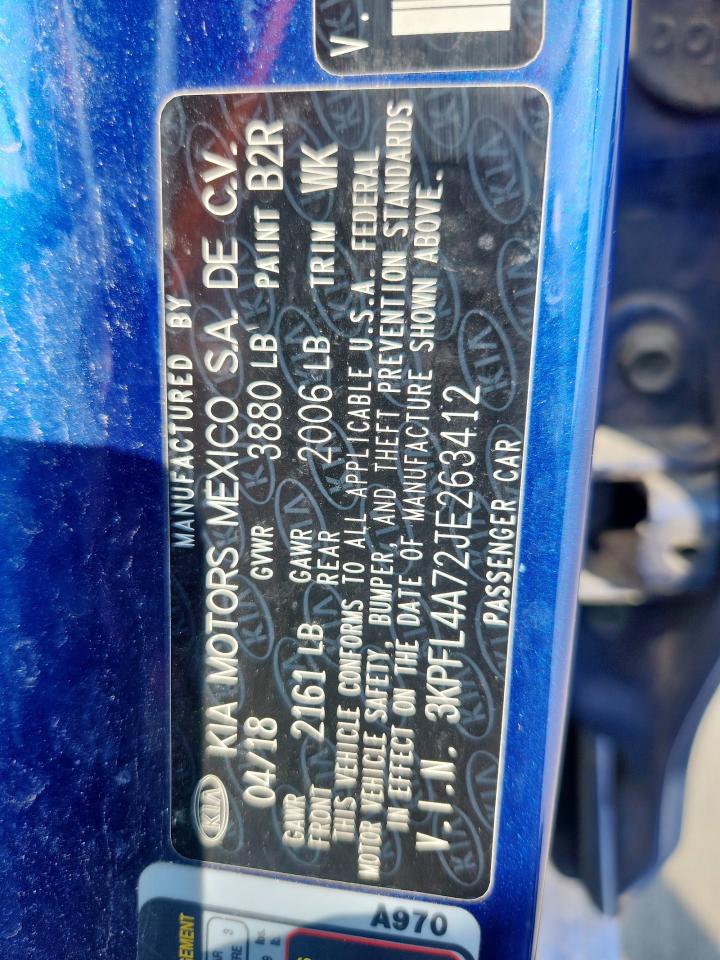 MANUFACTURED BY
KIA KIA MOTORS MEXICO S.A. DE C.V.
04/18 GVWR 3880 LB PAINT B2R
GAWR FRONT 2161 LB GAWR REAR 2006 LB TRIM WK
THIS VEHICLE CONFORMS TO ALL APPLICABLE U.S.A. FEDERAL
MOTOR VEHICLE SAFETY, BUMPER, AND THEFT PREVENTION STANDARDS
IN EFFECT ON THE DATE OF MANUFACTURE SHOWN ABOVE.
V.I.N. 3KPFL4A72JE263412
PASSENGER CAR
V.
A970